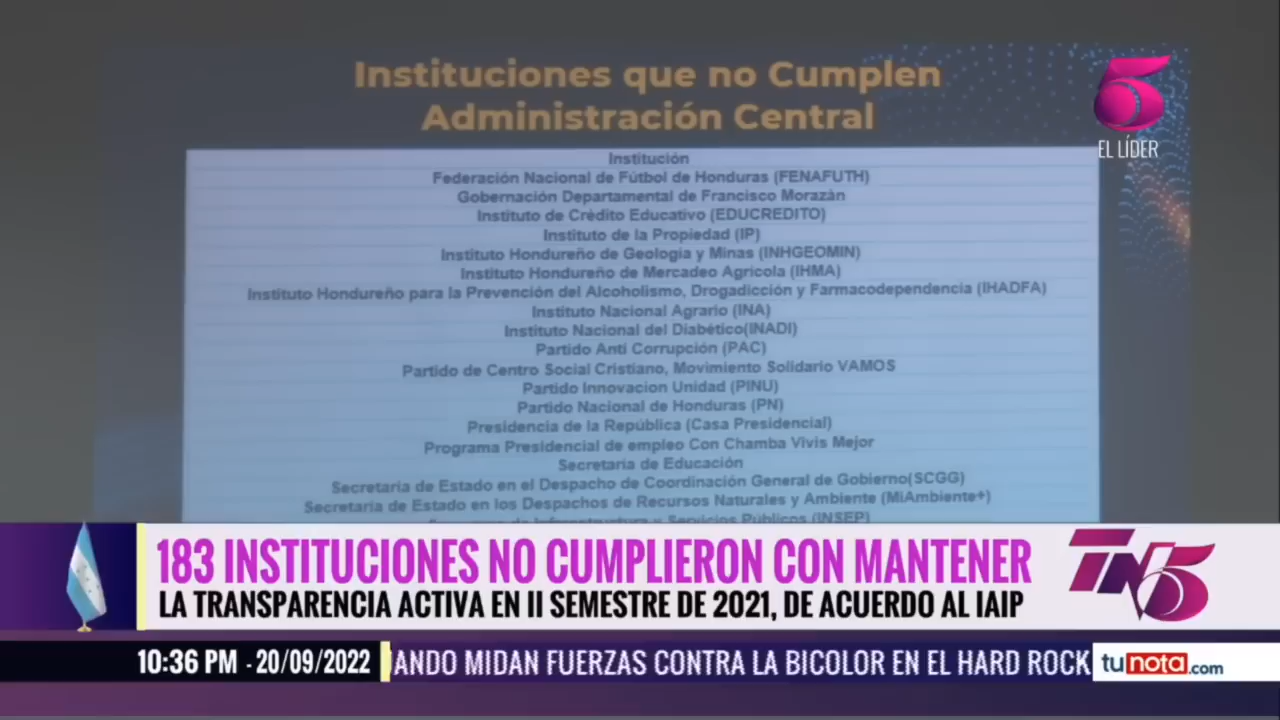 Instituciones que no Cumplen
Administración Central
5
EL LÍDER
Institución
Federación Nacional de Fútbol de Honduras (FENAFUTH)
Gobernación Departamental de Francisco Morazán
Instituto de Crédito Educativo (EDUCREDITO)
Instituto de la Propiedad (IP)
Instituto Hondureño de Geología y Minas (INHGEOMIN)
Instituto Hondureño de Mercadeo Agrícola (IHMA)
Instituto Hondureño para la Prevención del Alcoholismo, Drogadicción y Farmacodependencia (IHADFA)
Instituto Nacional Agrario (INA)
Instituto Nacional del Diabético(INADI)
Partido Anti Corrupción (PAC)
Partido de Centro Social Cristiano, Movimiento Solidario VAMOS
Partido Innovacion Unidad (PINU)
Partido Nacional de Honduras (PN)
Presidencia de la República (Casa Presidencial)
Programa Presidencial de empleo Con Chamba Vivis Mejor
Secretaría de Educación
Secretaría de Estado en el Despacho de Coordinación General de Gobierno(SCGG)
Secretaría de Estado en los Despachos de Recursos Naturales y Ambiente (MiAmbiente+)
de Infraestructura y Servicios Públicos (INSEP)
183 INSTITUCIONES NO CUMPLIERON CON MANTENER
LA TRANSPARENCIA ACTIVA EN II SEMESTRE DE 2021, DE ACUERDO AL IAIP
TN5
10:36 PM - 20/09/2022
ANDO MIDAN FUERZAS CONTRA LA BICOLOR EN EL HARD ROCK
tunota.com